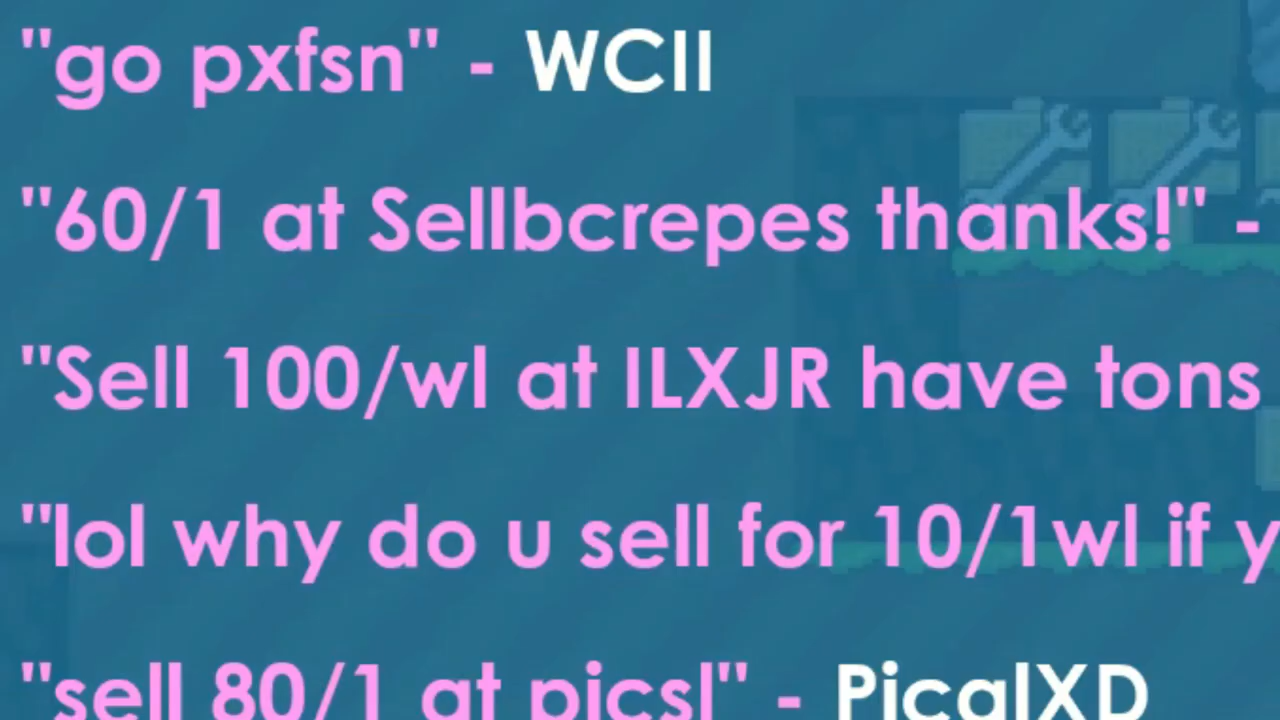 "go pxfsn" - WCII
"60/1 at Sellbcrepes thanks!" -
"Sell 100/wl at ILXJR have tons
"lol why do u sell for 10/1wl if y
"sell 80/1 at picsl" - PicalXD